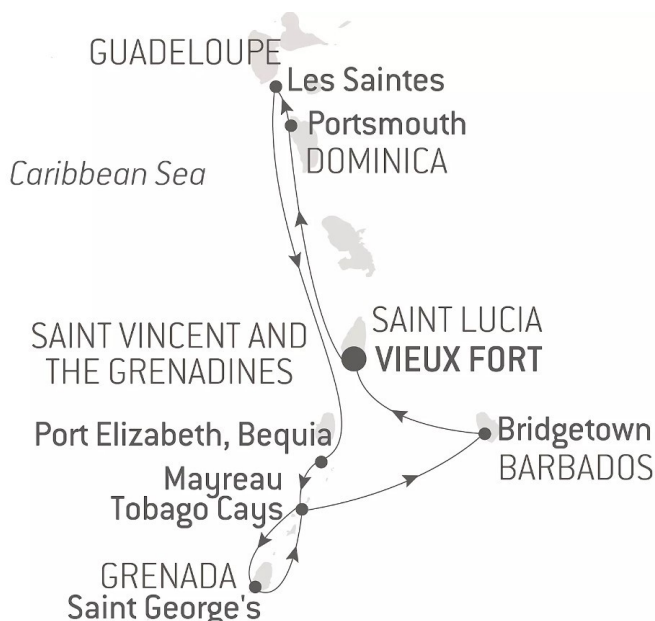 GUADELOUPE
Les Saintes
Portsmouth
DOMINICA
Caribbean Sea
SAINT LUCIA
VIEUX FORT
SAINT VINCENT AND
THE GRENADINES
Port Elizabeth, Bequia
Bridgetown
BARBADOS
Mayreau
Tobago Cays
GRENADA
Saint George's